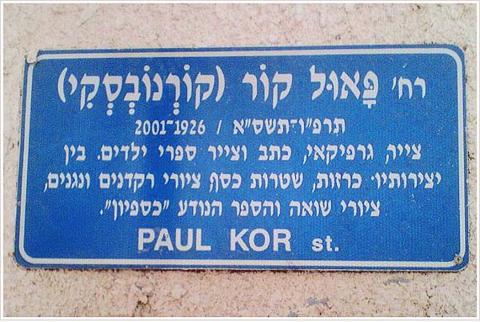 רח' פָּאוּל קוֹר (קוֹרְנוֹבְסְקִי)
תרפ"ו-תשס"א / 2001-1926
צייר, גרפיקאי, כתב וצייר ספרי ילדים. בין
יצירותיו: כרזות, שטרות כסף ציורי רקדנים ונגנים,
ציורי שואה והספר הנודע "כספיון".
PAUL KOR st.